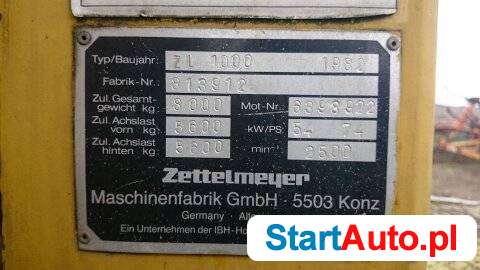 Typ/Baujahr: ZL 1000 1980
Fabrik-Nr.: 813912
Zul. Gesamt-gewicht kg: 8000 Mot-Nr.:
Zul. Achslast vorn kg: 5600 kW/PS: 54 74
Zul. Achslast hinten kg: 5600 min⁻¹ 2500
Zettelmeyer
Maschinenfabrik GmbH · 5503 Konz
Germany
Ein Unternehmen der IBH-
StartAuto.pl